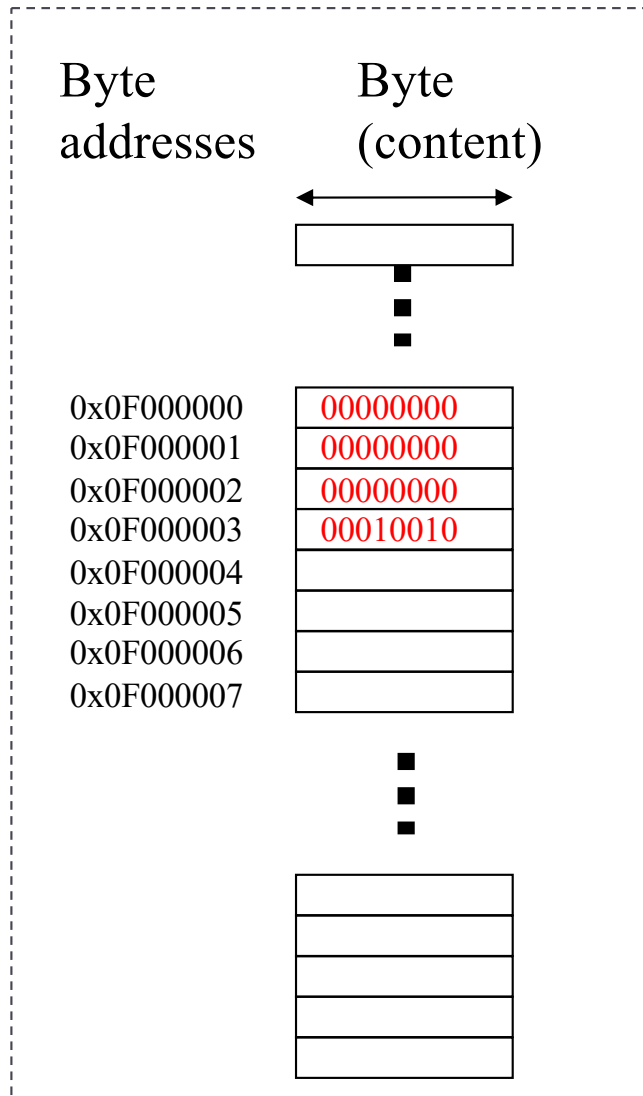 Byte addresses
Byte (content)
0x0F000000 00000000
0x0F000001 00000000
0x0F000002 00000000
0x0F000003 00010010
0x0F000004
0x0F000005
0x0F000006
0x0F000007